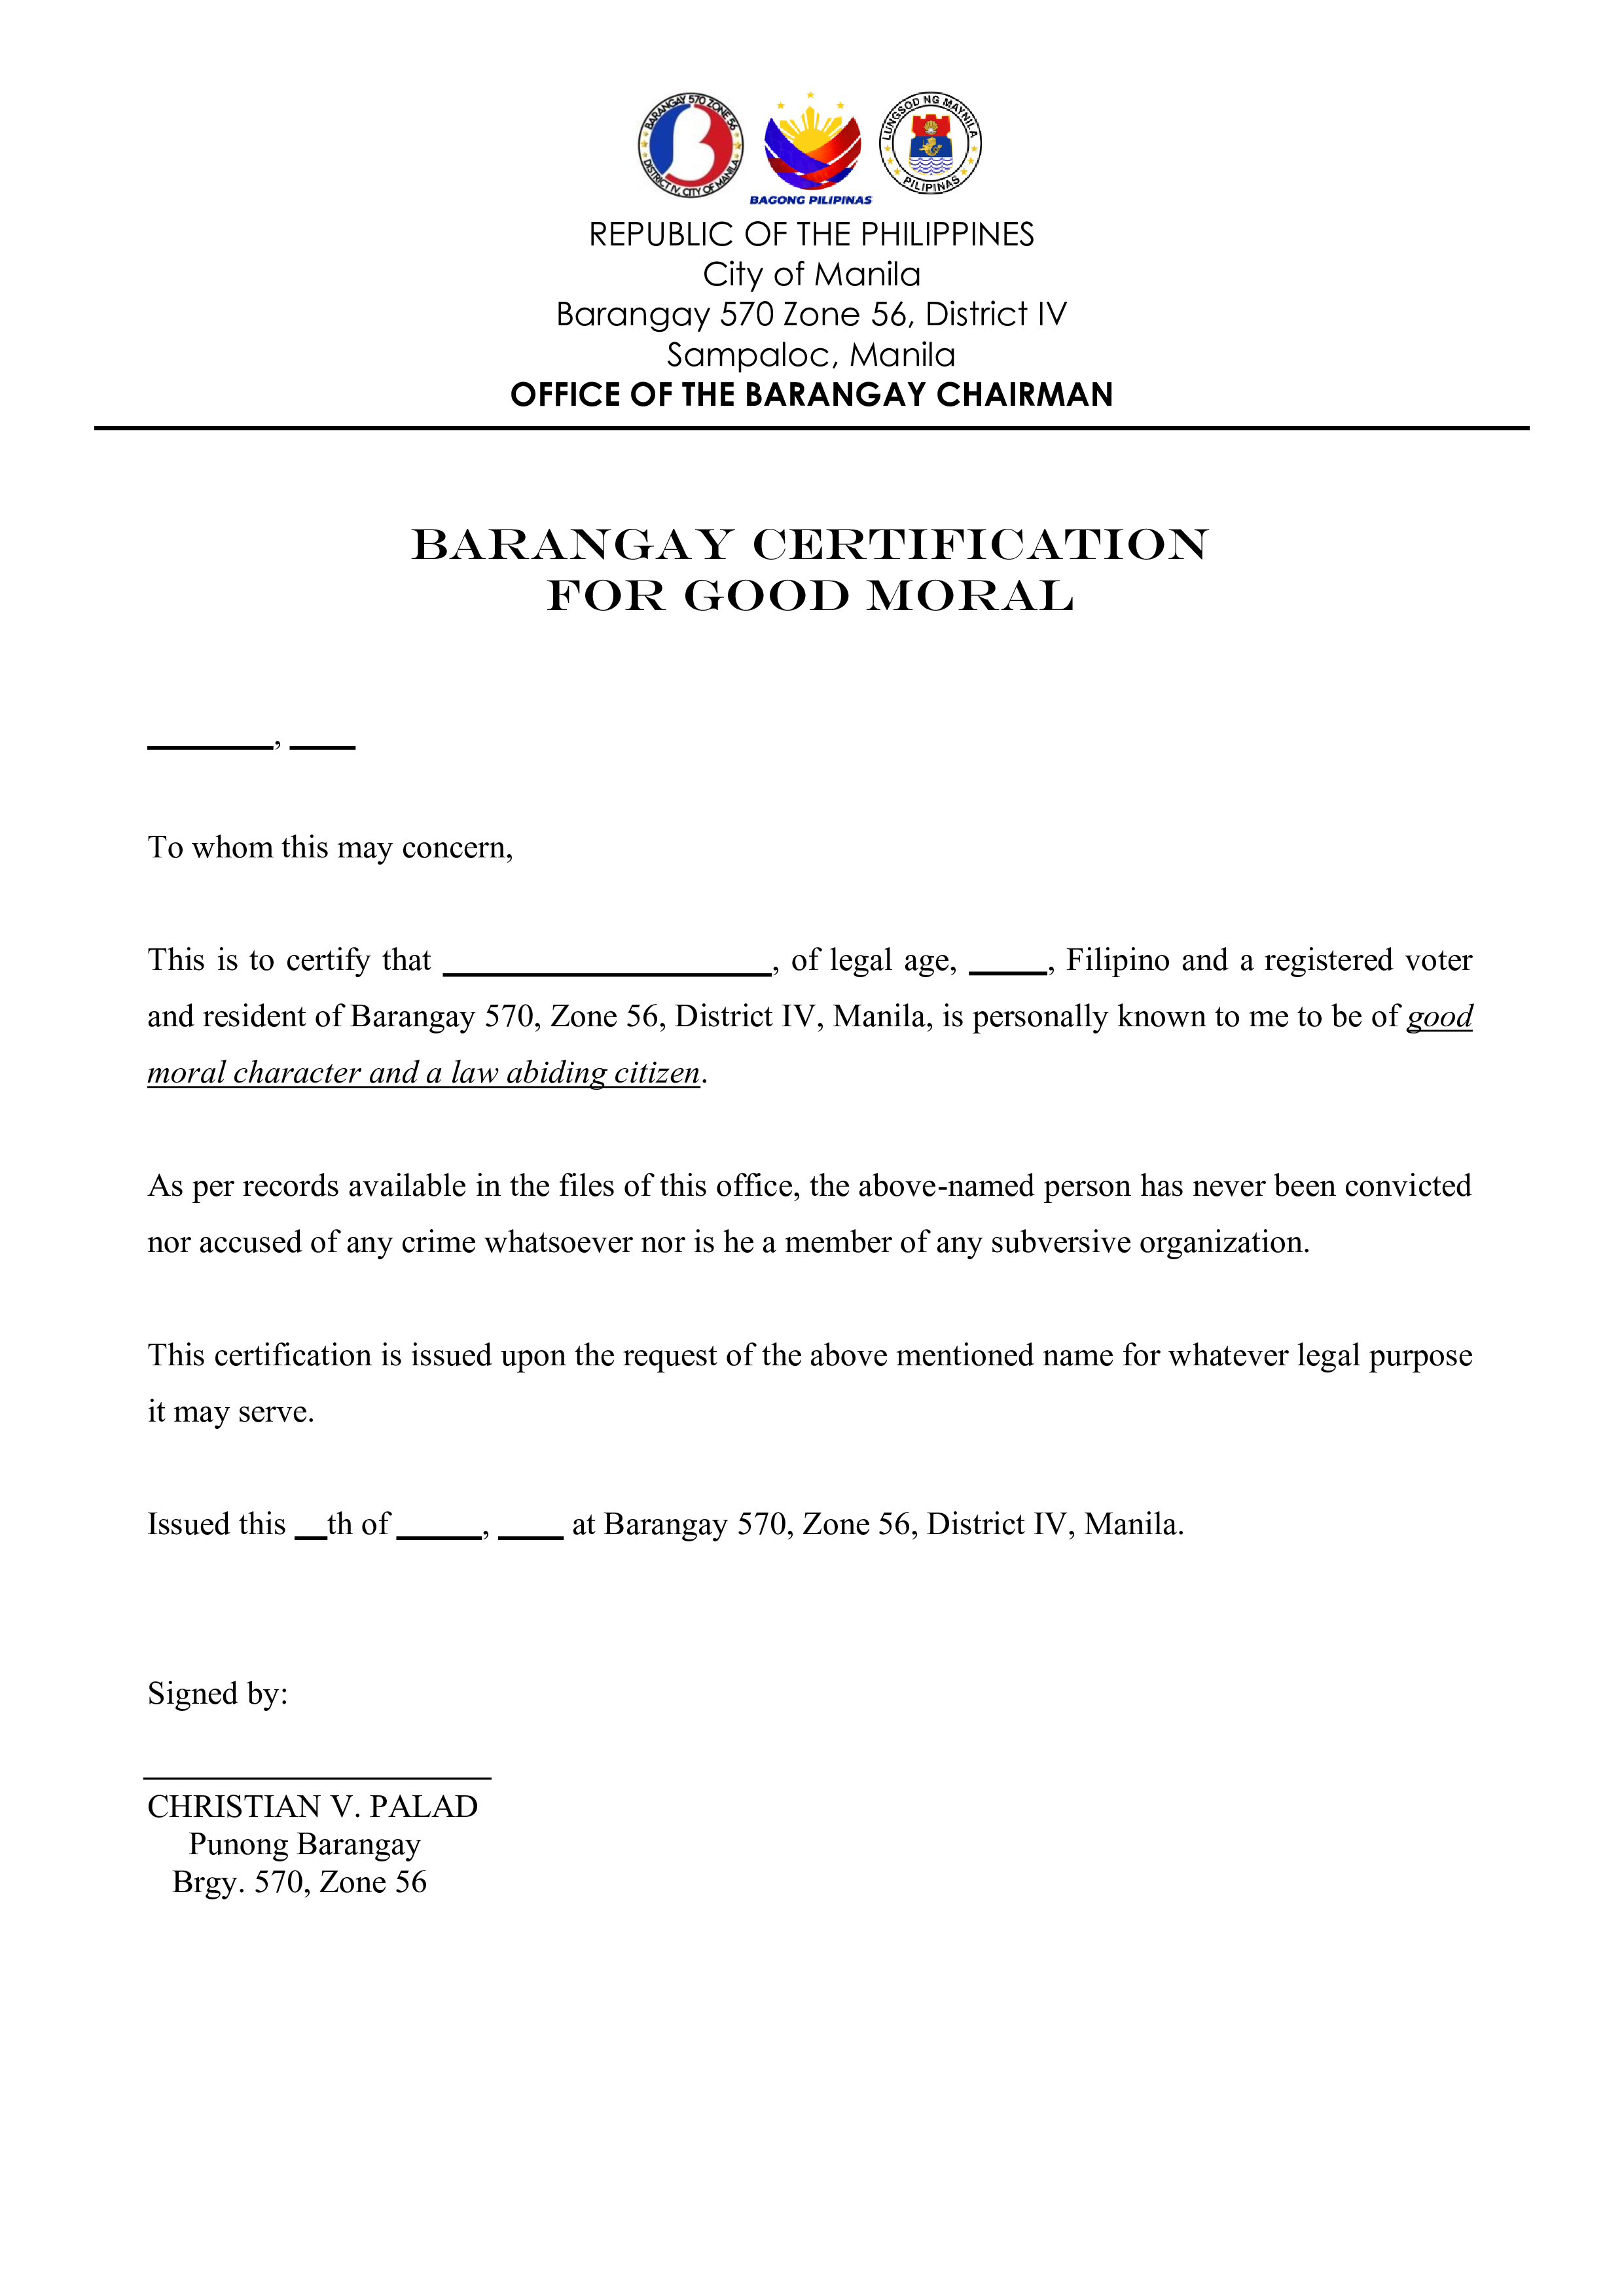 BARANGAY 570 ZONE 56
DISTRICT IV, CITY OF MANILA
BAGONG PILIPINAS
LUNGSOD NG MAYNILA
PILIPINAS
REPUBLIC OF THE PHILIPPINES
City of Manila
Barangay 570 Zone 56, District IV
Sampaloc, Manila
OFFICE OF THE BARANGAY CHAIRMAN
BARANGAY CERTIFICATION
FOR GOOD MORAL
________, ____
To whom this may concern,
This is to certify that ____________________, of legal age, _____, Filipino and a registered voter
and resident of Barangay 570, Zone 56, District IV, Manila, is personally known to me to be of good
moral character and a law abiding citizen.
As per records available in the files of this office, the above-named person has never been convicted
nor accused of any crime whatsoever nor is he a member of any subversive organization.
This certification is issued upon the request of the above mentioned name for whatever legal purpose
it may serve.
Issued this __th of _____, ____ at Barangay 570, Zone 56, District IV, Manila.
Signed by:
CHRISTIAN V. PALAD
Punong Barangay
Brgy. 570, Zone 56